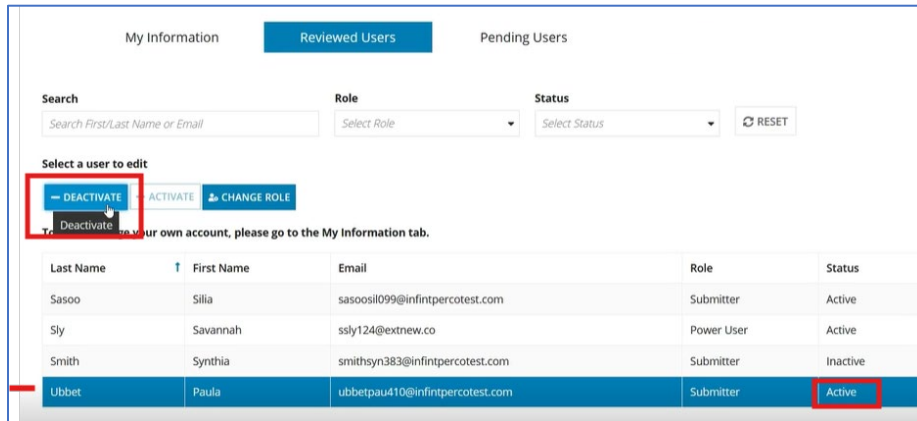 My Information Reviewed Users Pending Users
Search Role Status
Search First/Last Name or Email Select Role Select Status RESET
Select a user to edit
DEACTIVATE ACTIVATE CHANGE ROLE
Deactivate
your own account, please go to the My Information tab.
Last Name ↑ First Name Email Role Status
Sasoo Silia sasoosil099@infintpercotest.com Submitter Active
Sly Savannah ssly124@extnew.co Power User Active
Smith Synthia smithsyn383@infintpercotest.com Submitter Inactive
Ubbet Paula ubbetpau410@infintpercotest.com Submitter Active